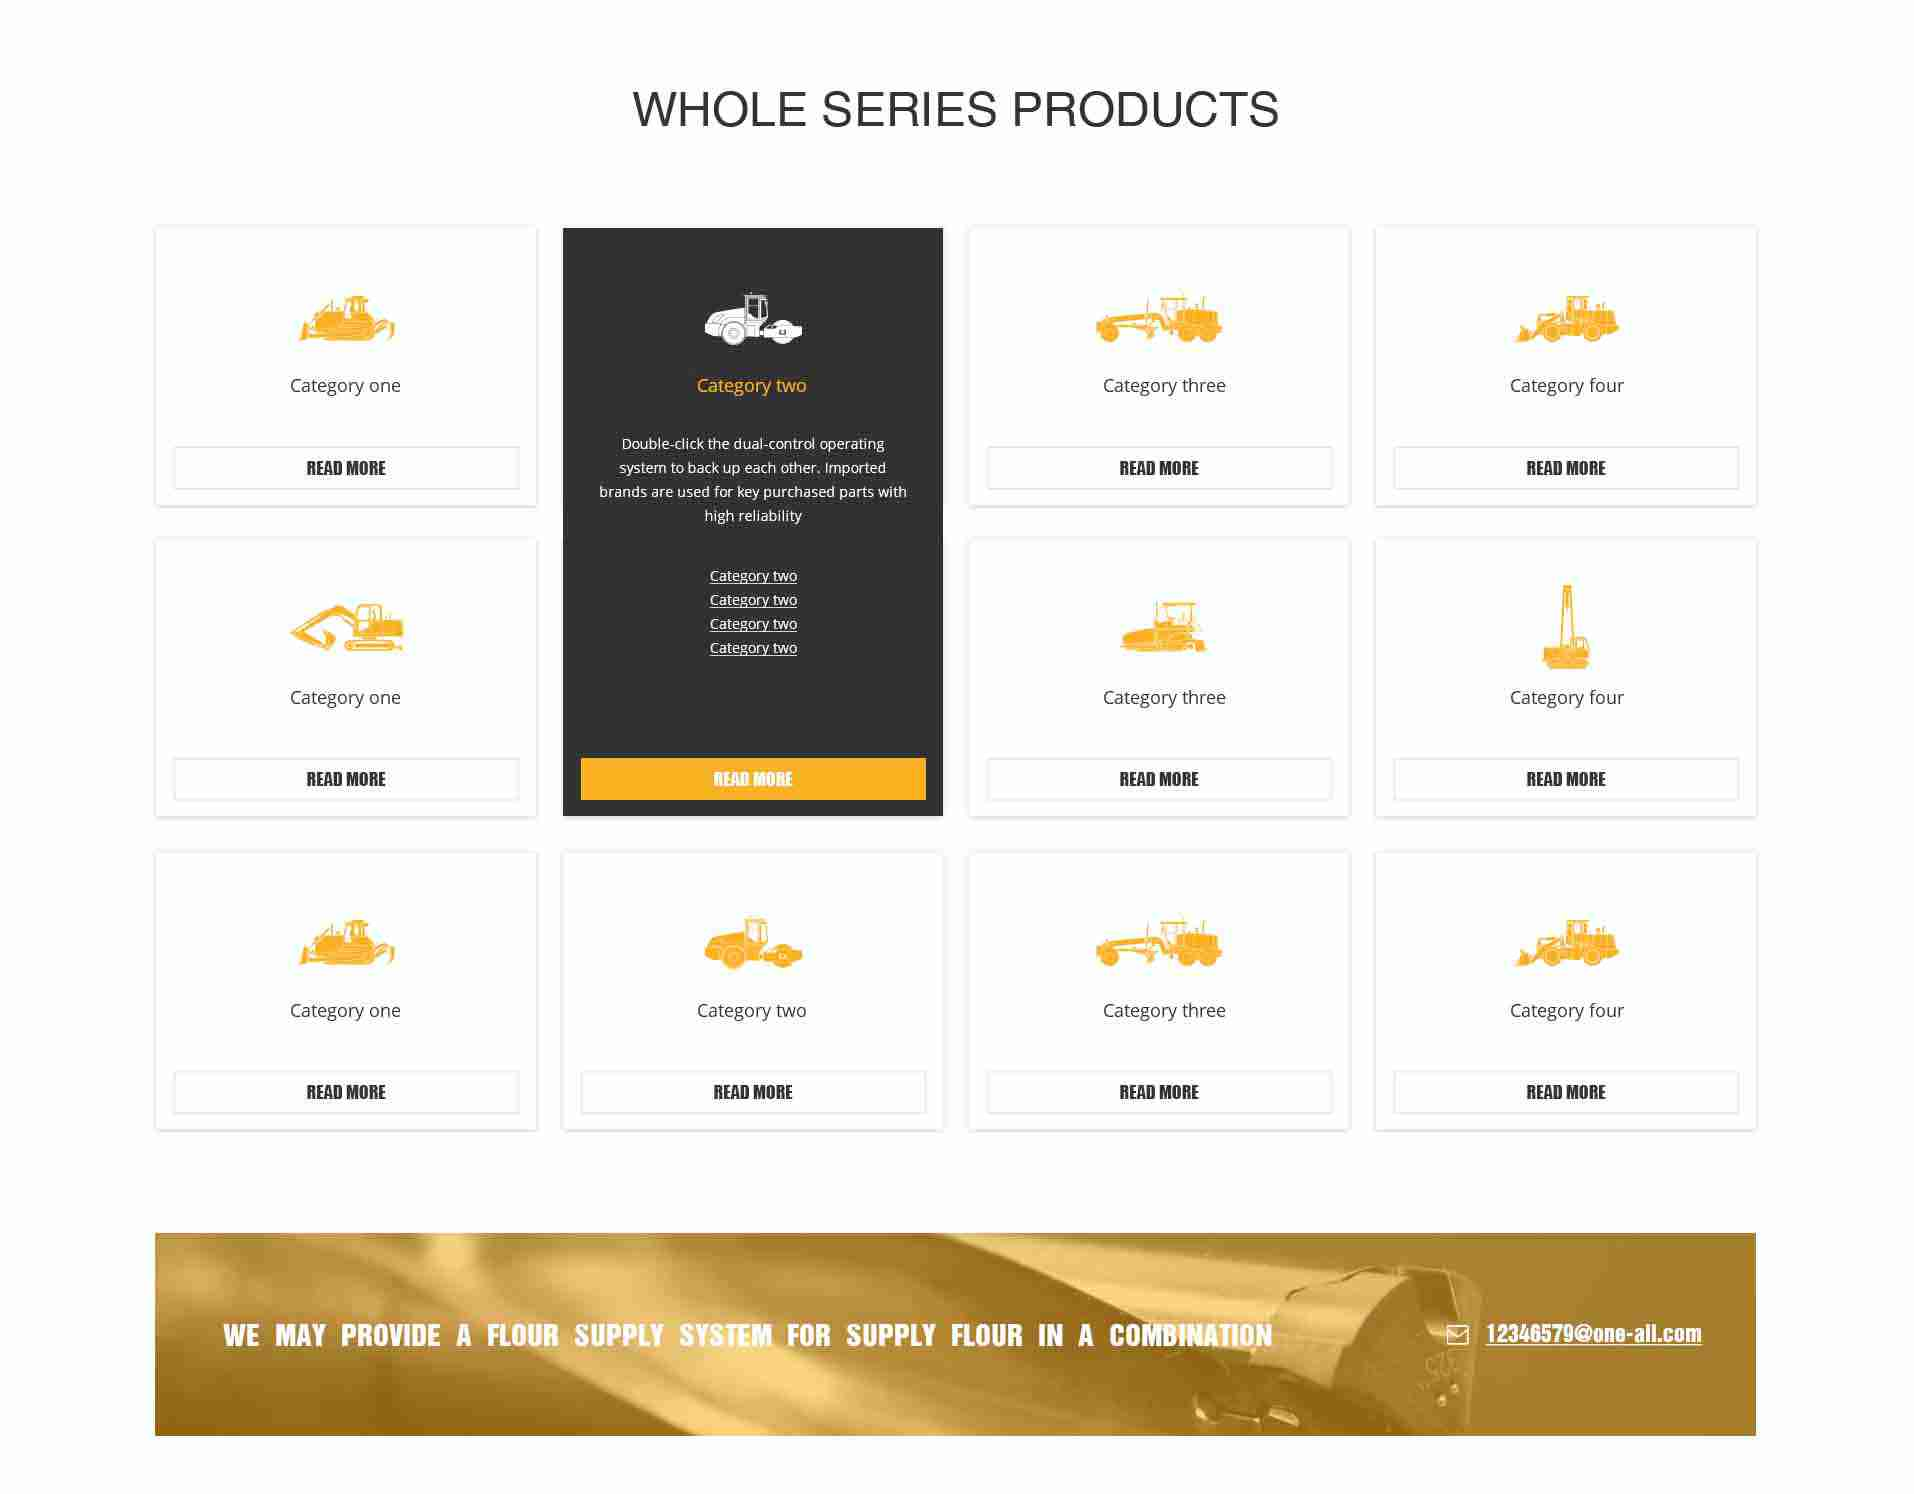 WHOLE SERIES PRODUCTS
Category one
READ MORE
Category two
Double-click the dual-control operating
system to back up each other. Imported
brands are used for key purchased parts with
high reliability
Category two
Category two
Category two
Category two
READ MORE
Category three
READ MORE
Category four
READ MORE
Category one
READ MORE
Category three
READ MORE
Category four
READ MORE
Category one
READ MORE
Category two
READ MORE
Category three
READ MORE
Category four
READ MORE
WE MAY PROVIDE A FLOUR SUPPLY SYSTEM FOR SUPPLY FLOUR IN A COMBINATION
12346579@one-all.com